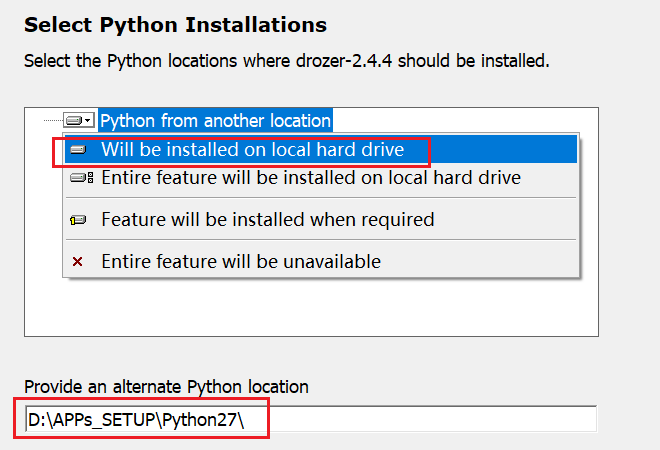 Select Python Installations
Select the Python locations where drozer-2.4.4 should be installed.
Python from another location
Will be installed on local hard drive
Entire feature will be installed on local hard drive
Feature will be installed when required
Entire feature will be unavailable
Provide an alternate Python location
D:\APPs_SETUP\Python27\